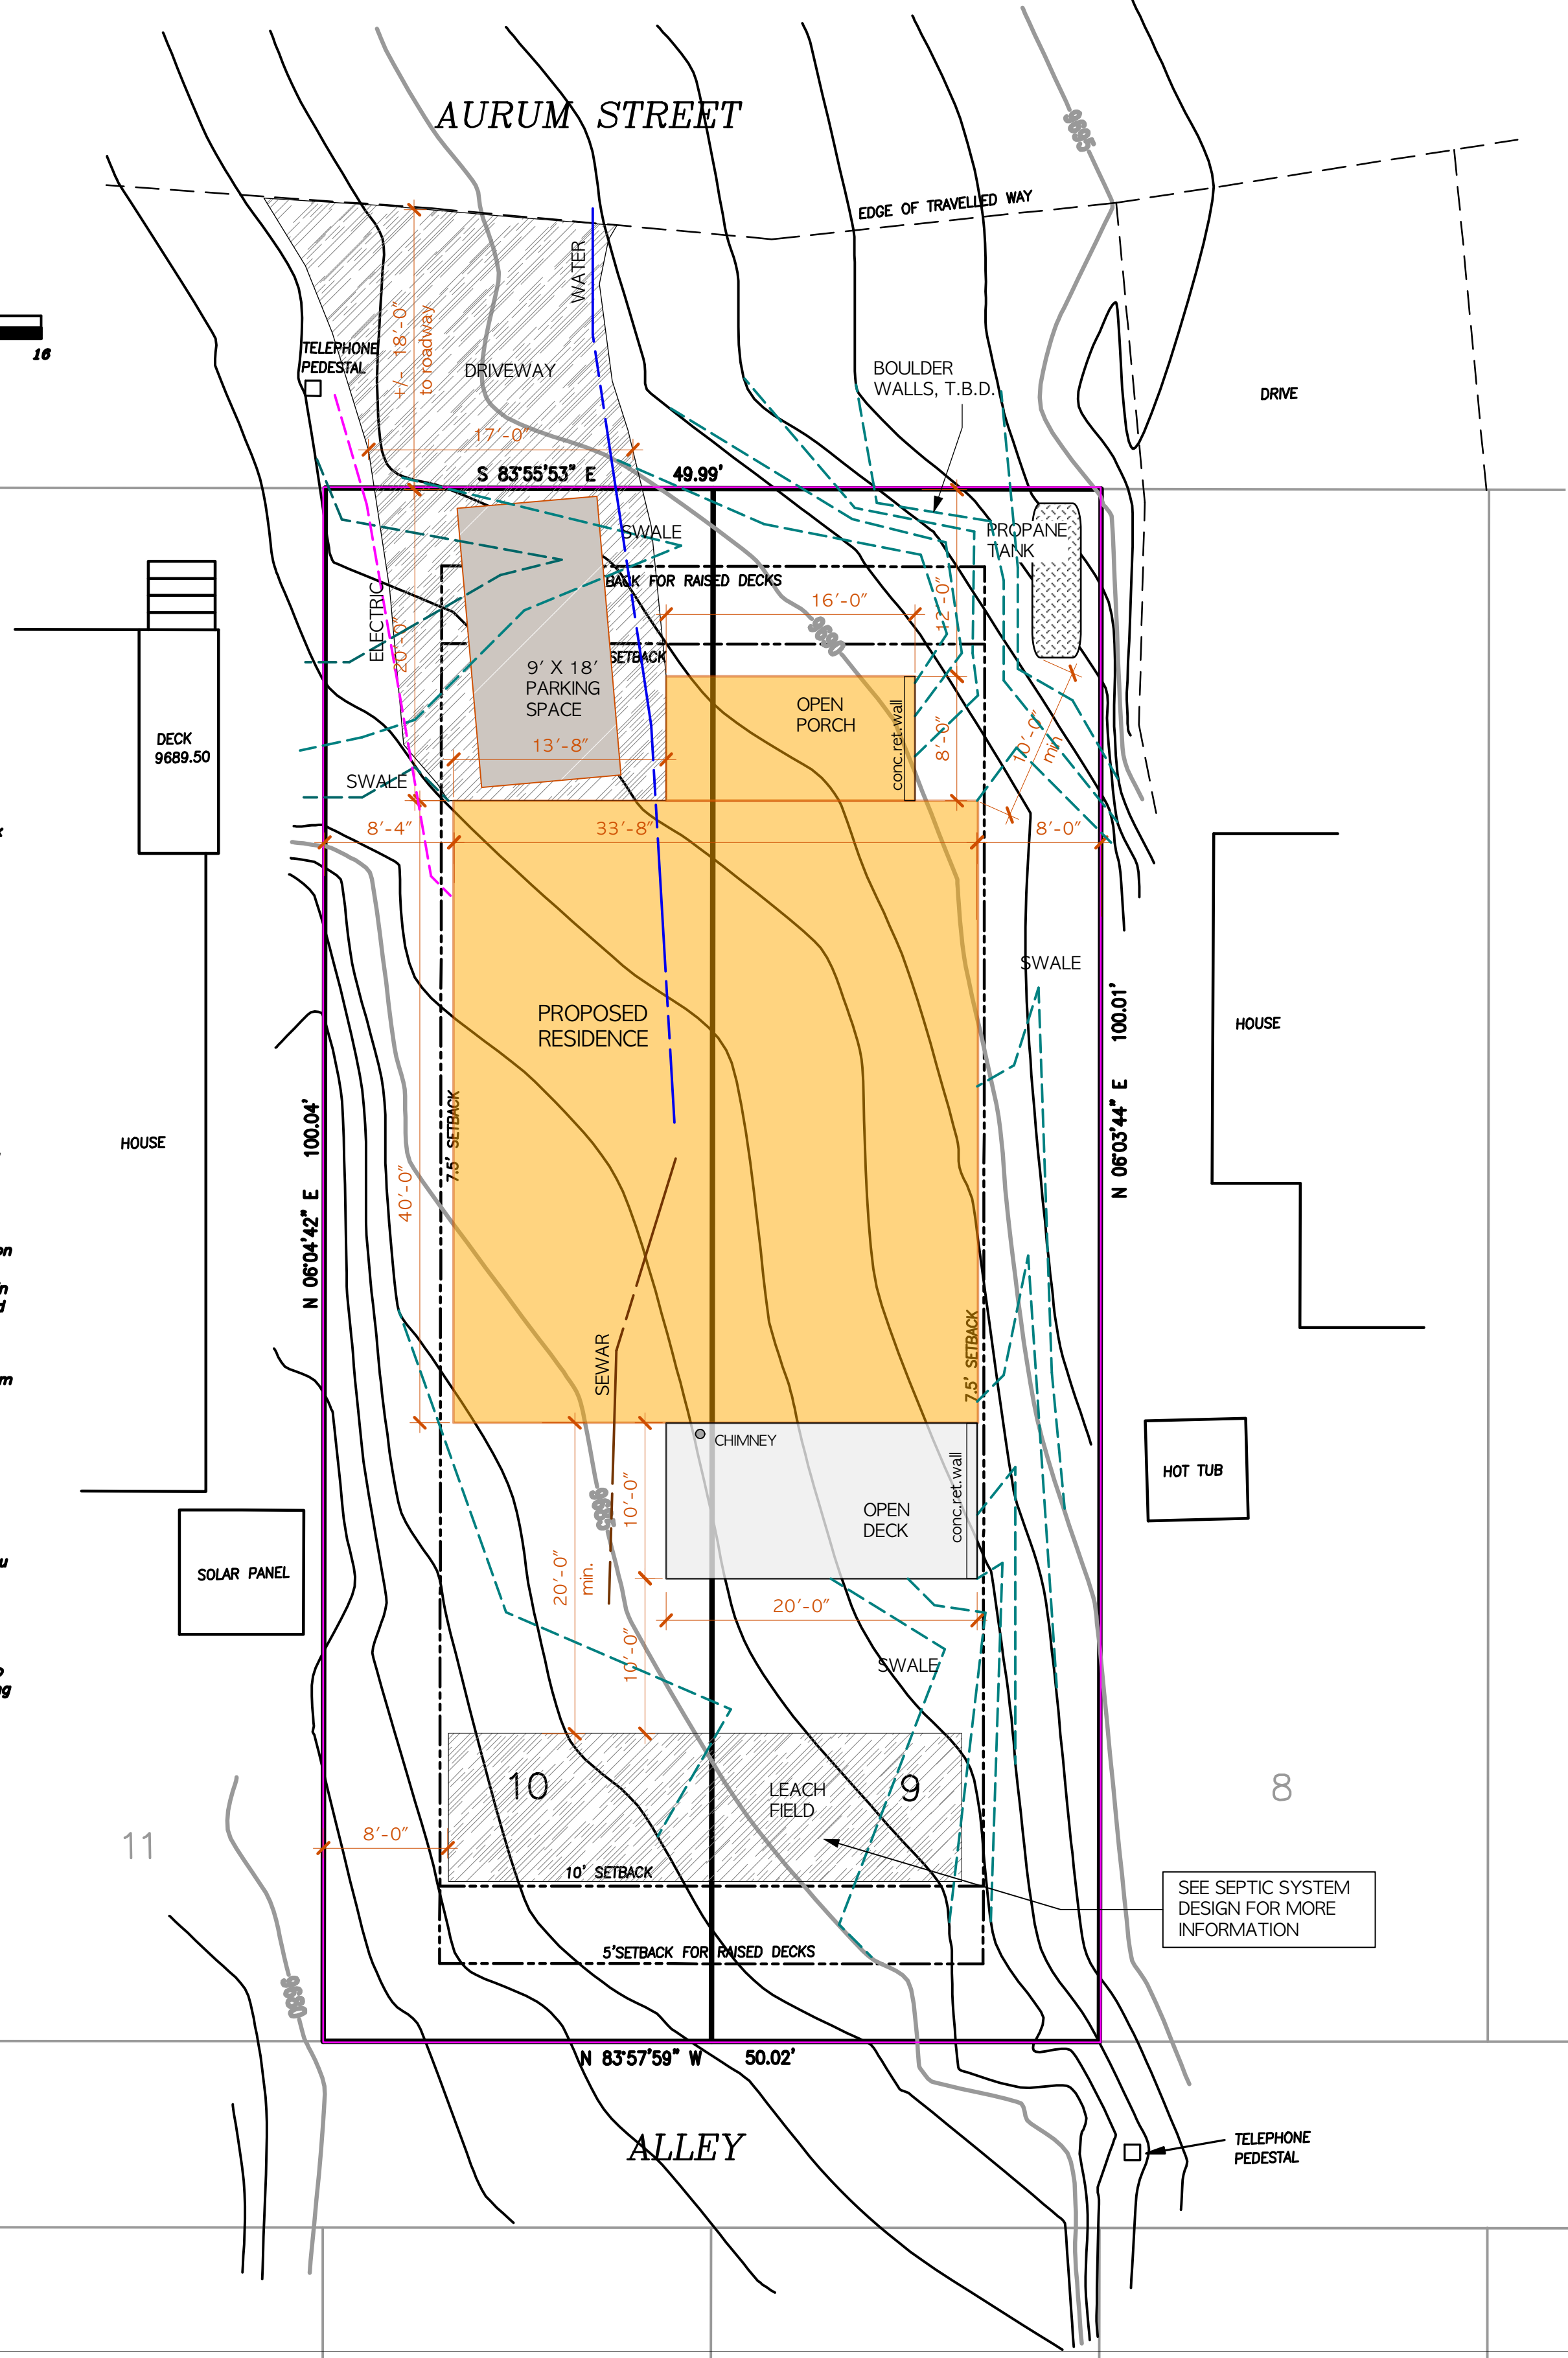 AURUM STREET
9695
EDGE OF TRAVELLED WAY
WATER
16
TELEPHONE
PEDESTAL
+/- 18'-0"
to roadway
DRIVEWAY
BOULDER
WALLS, T.B.D.
DRIVE
17'-0"
S 83°55'53" E 49.99'
SWALE
PROPANE
TANK
BACK FOR RAISED DECKS
ELECTRIC
20'-0"
16'-0"
12'-0"
9690
SETBACK
9' X 18'
PARKING
SPACE
OPEN
PORCH
conc.ret.wall
8'-0"
10'-0"
min
DECK
9689.50
13'-8"
SWALE
8'-4"
33'-8"
8'-0"
SWALE
PROPOSED
RESIDENCE
HOUSE
100.01'
N 06°03'44" E
7.5' SETBACK
100.04'
N 06°04'42" E
HOUSE
40'-0"
on
SEWAR
7.5' SETBACK
m
CHIMNEY
conc.ret.wall
HOT TUB
9685
10'-0"
OPEN
DECK
20'-0"
min.
SOLAR PANEL
20'-0"
10'-0"
SWALE
10
LEACH
FIELD
9
8
11
8'-0"
10' SETBACK
SEE SEPTIC SYSTEM
DESIGN FOR MORE
INFORMATION
5'SETBACK FOR RAISED DECKS
9680
N 83°57'59" W 50.02'
ALLEY
TELEPHONE
PEDESTAL